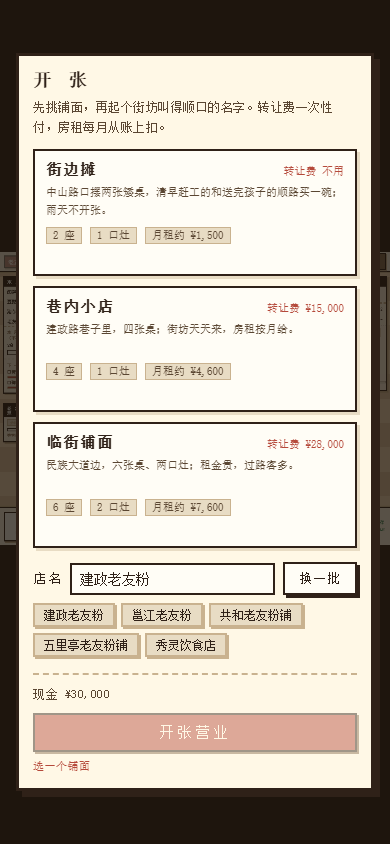 开 张
先挑铺面，再起个街坊叫得顺口的名字。转让费一次性
付，房租每月从账上扣。
街边摊 转让费 不用
中山路口摆两张矮桌，清早赶工的和送完孩子的顺路买一碗；
雨天不开张。
2 座 1 口灶 月租约 ¥1,500
巷内小店 转让费 ¥15,000
建政路巷子里，四张桌；街坊天天来，房租按月给。
4 座 1 口灶 月租约 ¥4,600
临街铺面 转让费 ¥28,000
民族大道边，六张桌、两口灶；租金贵，过路客多。
6 座 2 口灶 月租约 ¥7,600
店名 建政老友粉 换一批
建政老友粉 邕江老友粉 共和老友粉铺
五里亭老友粉铺 秀灵饮食店
现金 ¥30,000
开张营业
选一个铺面